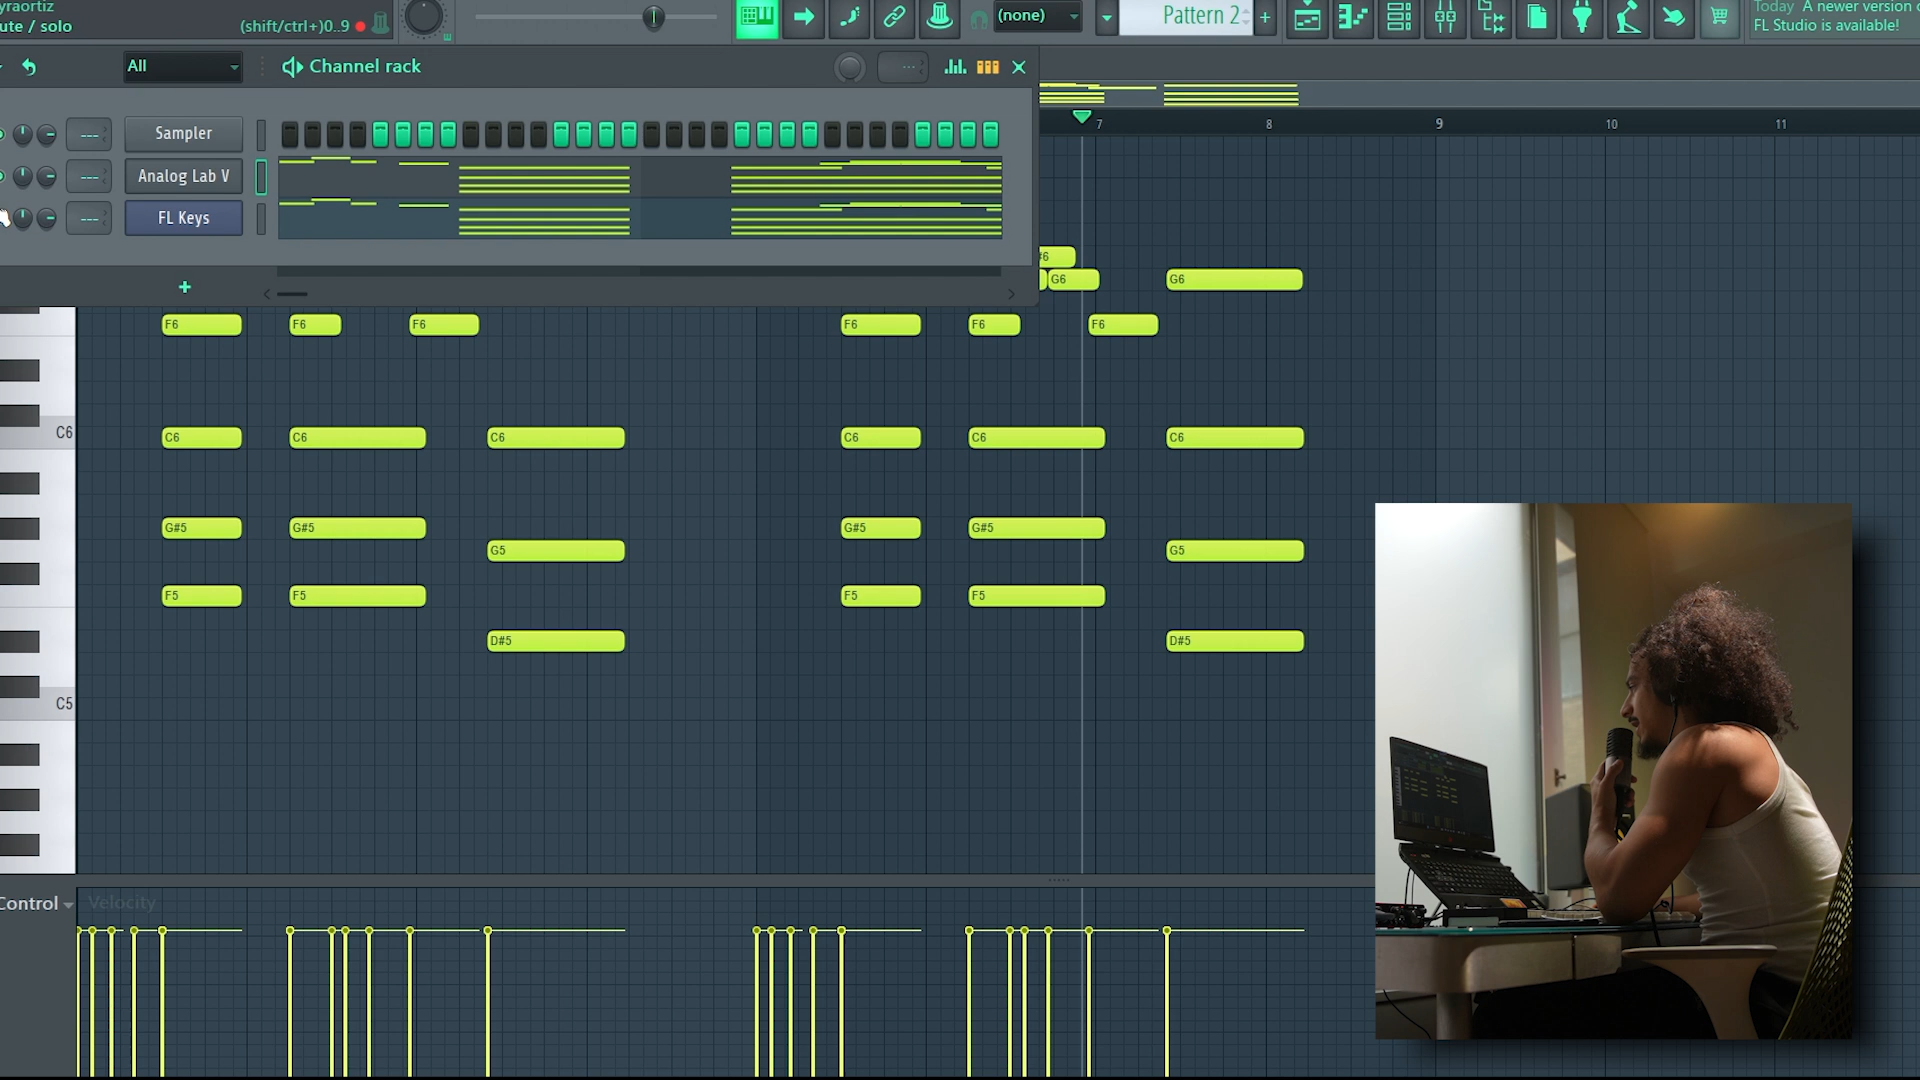 yraortiz
ute / solo
(shift/ctrl+)0..9
(none)
Pattern 2
+
Today A newer version o
FL Studio is available!
All
Channel rack
7
8
9
10
11
Sampler
Analog Lab V
FL Keys
+
#6
G6
G6
F6
F6
F6
F6
F6
F6
C6
C6
C6
C6
C6
C6
C6
G#5
G#5
G#5
G#5
G5
G5
F5
F5
F5
F5
D#5
D#5
C5
Control
Velocity